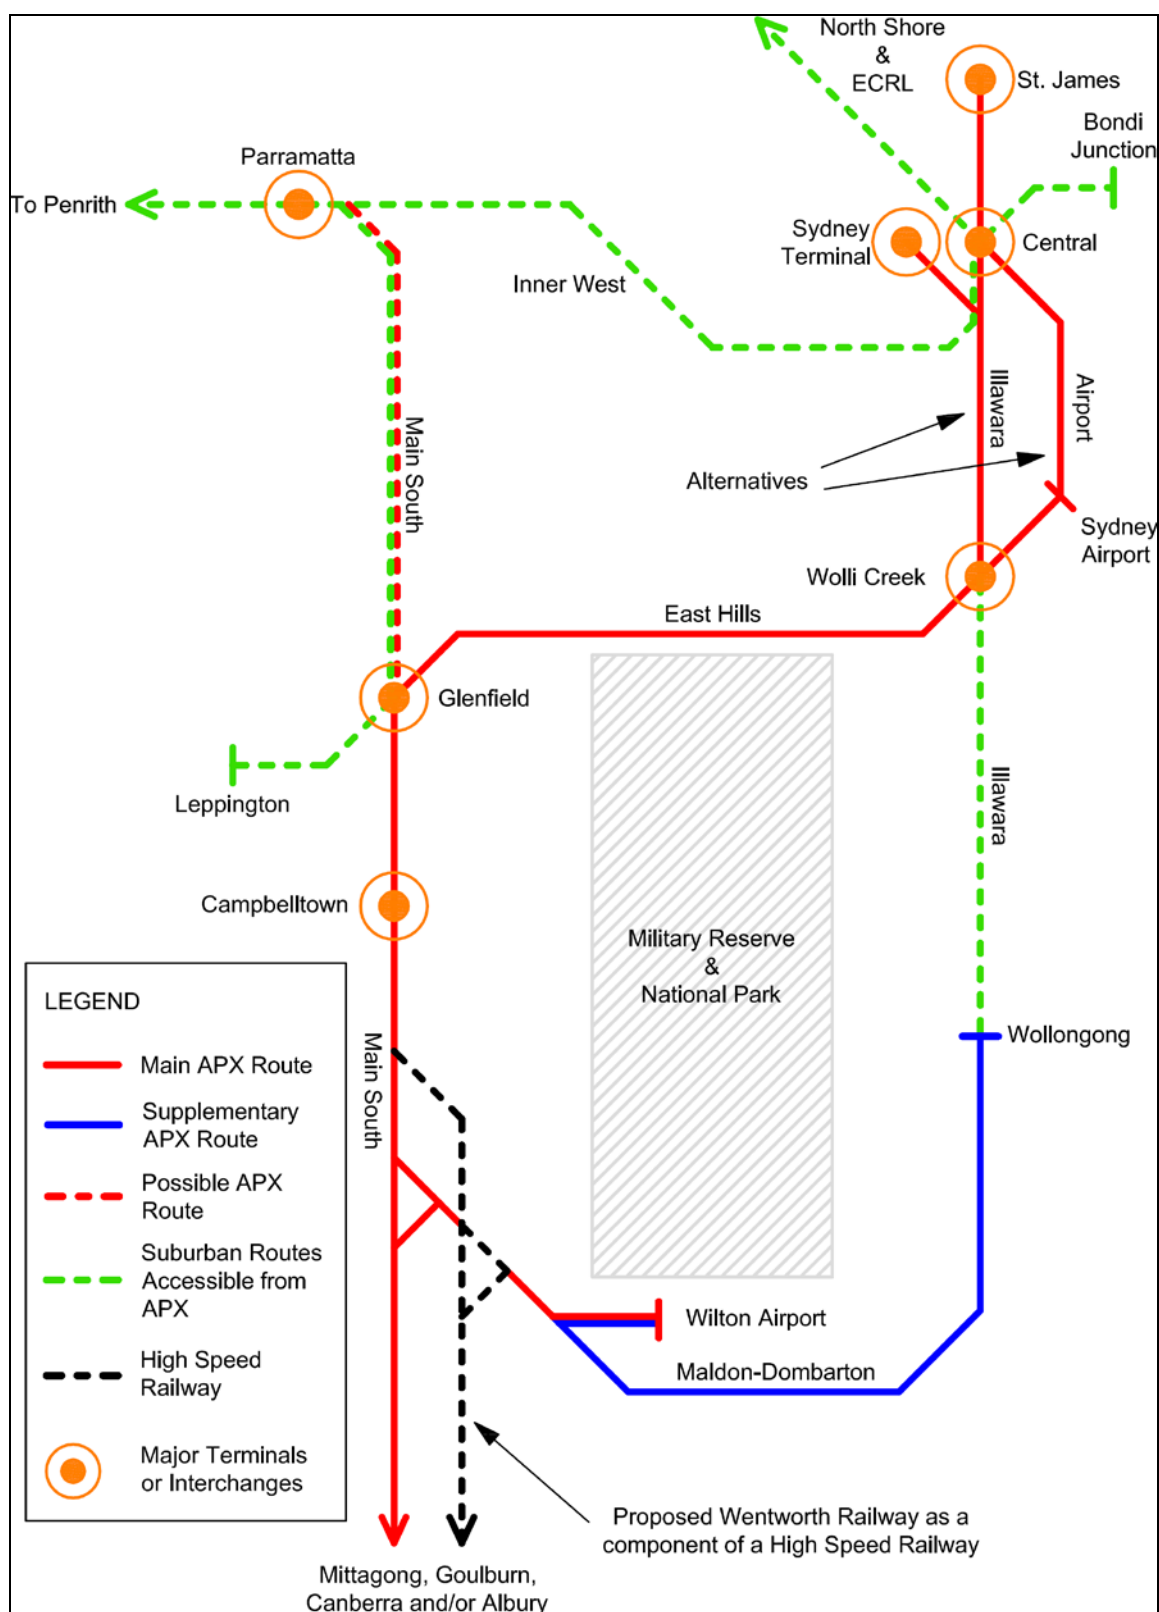 North Shore
&
ECRL
St. James
Bondi
Junction
Parramatta
To Penrith
Sydney
Terminal
Central
Inner West
Illawara
Airport
Main South
Alternatives
Sydney
Airport
Wolli Creek
East Hills
Glenfield
Illawara
Leppington
Campbelltown
Military Reserve
&
National Park
LEGEND
Main APX Route
Supplementary
APX Route
Possible APX
Route
Suburban Routes
Accessible from
APX
High Speed
Railway
Major Terminals
or Interchanges
Main South
Wollongong
Wilton Airport
Maldon-Dombarton
Proposed Wentworth Railway as a
component of a High Speed Railway
Mittagong, Goulburn,
Canberra and/or Albury